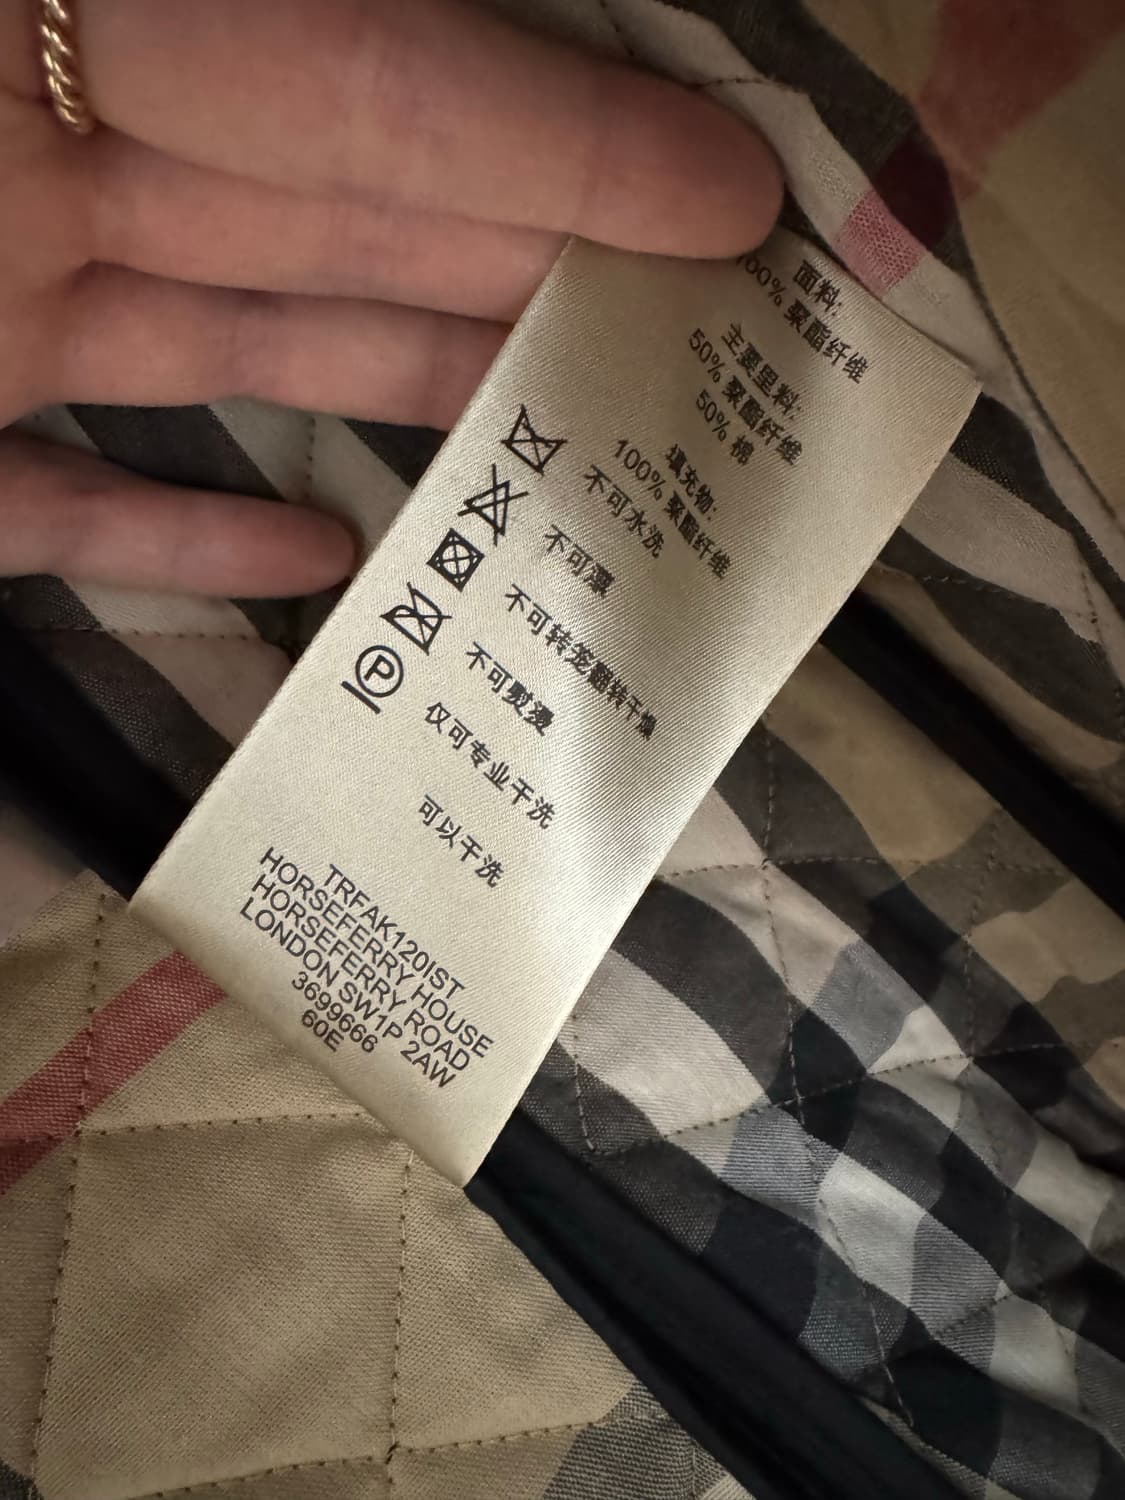 面料:
100% 聚酯纤维
主要里料:
50% 聚酯纤维
50% 棉
填充物:
100% 聚酯纤维
不可水洗
不可漂
不可转笼翻转干燥
不可熨烫
P
仅可专业干洗
可以干洗
TRFAK120IST
HORSEFERRY HOUSE
HORSEFERRY ROAD
LONDON SW1P 2AW
3699666
60E